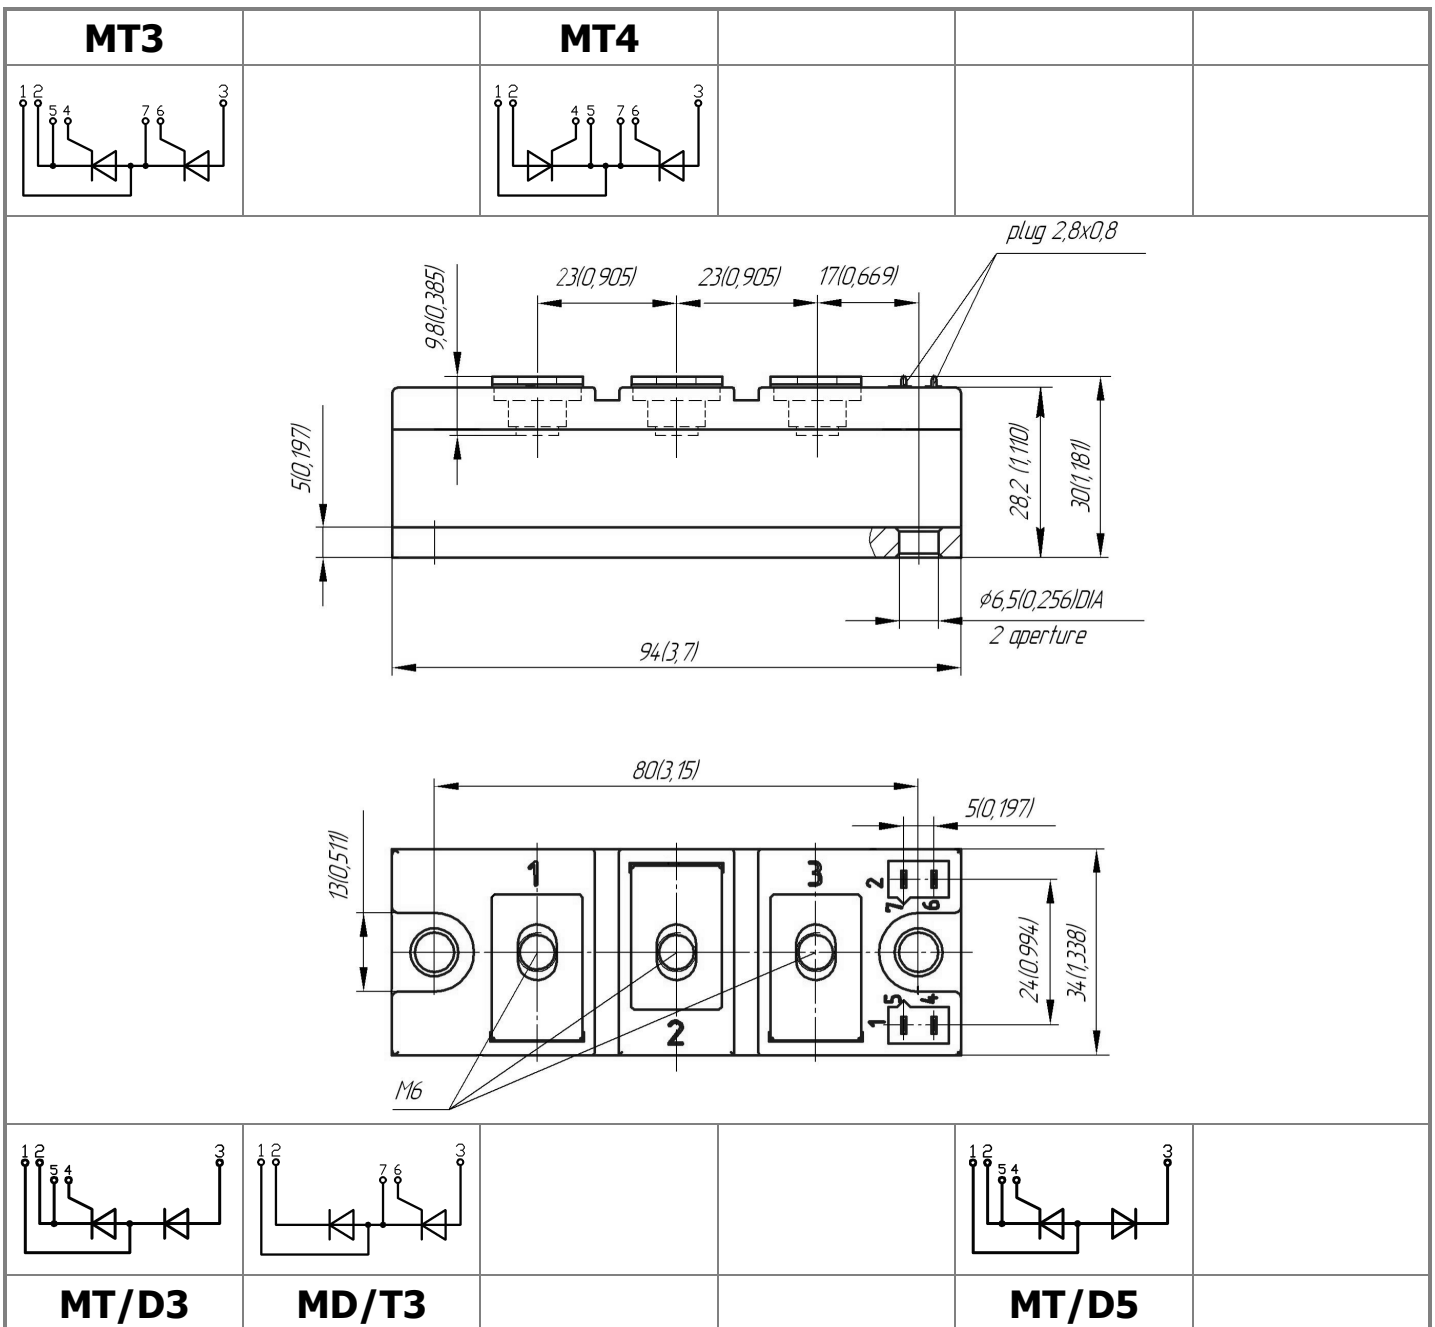 MT3 MT4
1 2 3 1 2 3
5 4 7 6 4 5 7 6
plug 2,8x0,8
23(0,905) 23(0,905) 17(0,669)
9,8(0,385)
5(0,197)
28,2 (1,110)
30(1,181)
ϕ6,5(0,256)DIA
2 aperture
94(3,7)
80(3,15)
5(0,197)
13(0,511)
1 3 2
7 6
24(0.994)
34(1,338)
5 4
1
2
M6
1 2 3 1 2 3 1 2 3
5 4 7 6 5 4
MT/D3 MD/T3 MT/D5